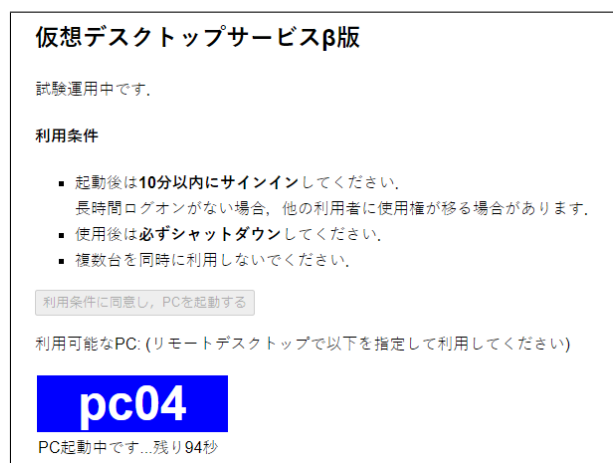 仮想デスクトップサービスβ版
試験運用中です．
利用条件
▪ 起動後は10分以内にサインインしてください．
長時間ログオンがない場合，他の利用者に使用権が移る場合があります．
▪ 使用後は必ずシャットダウンしてください．
▪ 複数台を同時に利用しないでください．
利用条件に同意し，PCを起動する
利用可能なPC: (リモートデスクトップで以下を指定して利用してください)
pc04
PC起動中です...残り94秒